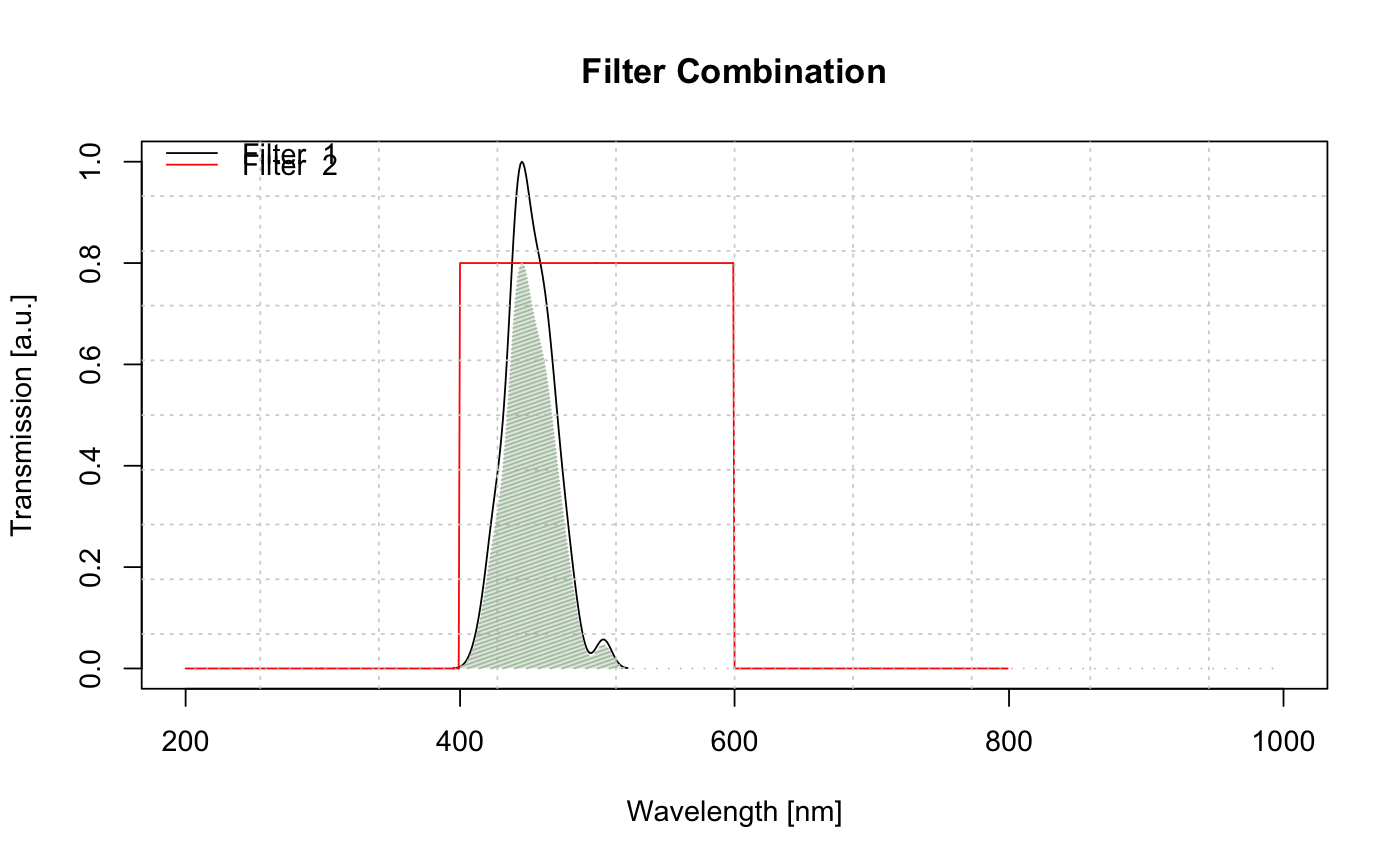 Filter Combination
Filter 1
Filter 2
Transmission [a.u.]
1.0
0.8
0.6
0.4
0.2
0.0
200 400 600 800 1000
Wavelength [nm]